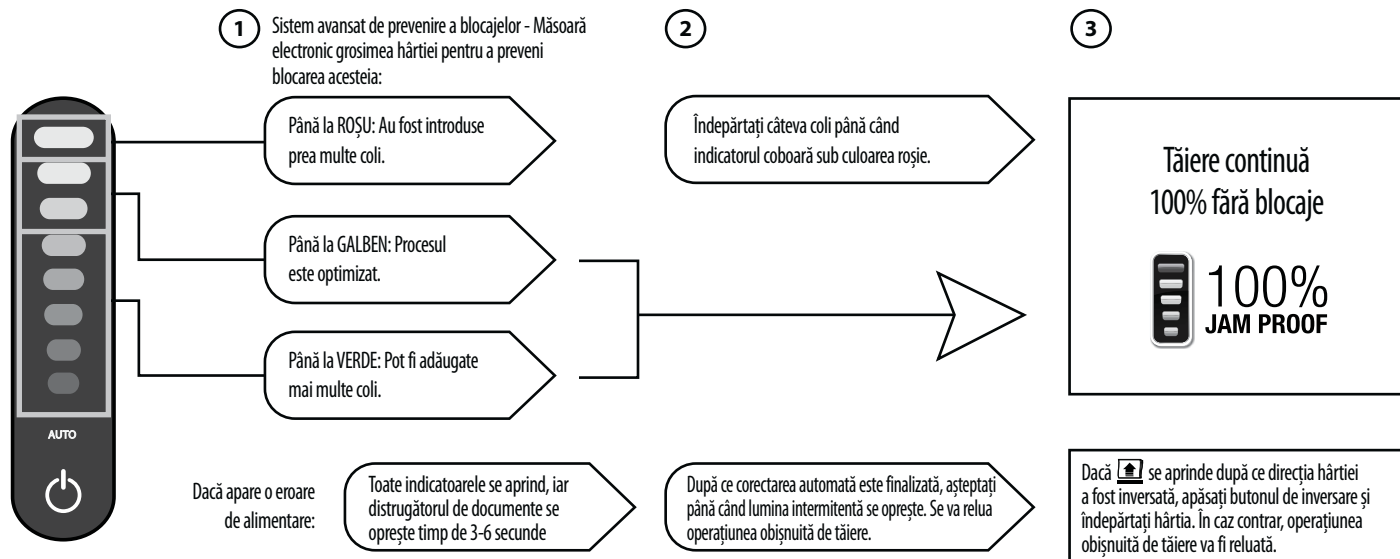 1
Sistem avansat de prevenire a blocajelor - Măsoară
electronic grosimea hârtiei pentru a preveni
blocarea acesteia:
2
3
Până la ROȘU: Au fost introduse
prea multe coli.
Îndepărtați câteva coli până când
indicatorul coboară sub culoarea roșie.
Până la GALBEN: Procesul
este optimizat.
Până la VERDE: Pot fi adăugate
mai multe coli.
Tăiere continuă
100% fără blocaje
100%
JAM PROOF
AUTO
Dacă apare o eroare
de alimentare:
Toate indicatoarele se aprind, iar
distrugătorul de documente se
oprește timp de 3-6 secunde
După ce corectarea automată este finalizată, așteptați
până când lumina intermitentă se oprește. Se va relua
operațiunea obișnuită de tăiere.
Dacă se aprinde după ce direcția hârtiei
a fost inversată, apăsați butonul de inversare și
îndepărtați hârtia. În caz contrar, operațiunea
obișnuită de tăiere va fi reluată.